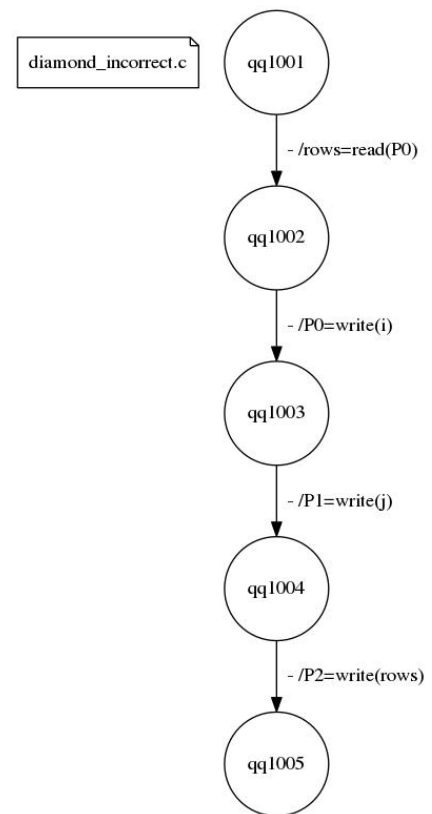 diamond_incorrect.c
qq1001
- /rows=read(P0)
qq1002
- /P0=write(i)
qq1003
- /P1=write(j)
qq1004
- /P2=write(rows)
qq1005